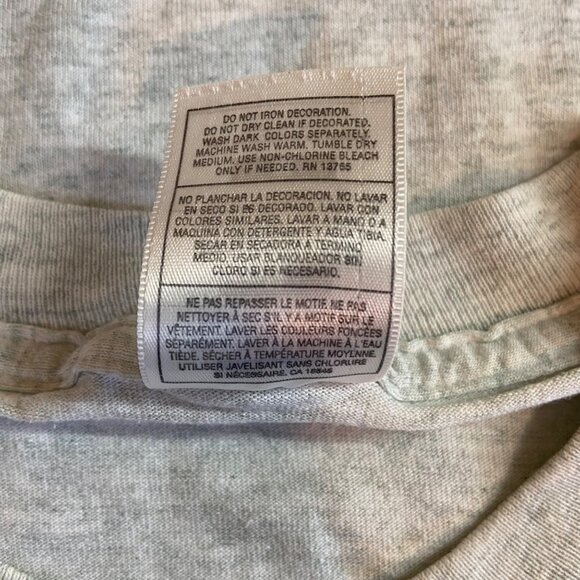 DO NOT IRON DECORATION.
DO NOT DRY CLEAN IF DECORATED.
WASH DARK COLORS SEPARATELY.
MACHINE WASH WARM. TUMBLE DRY
MEDIUM. USE NON-CHLORINE BLEACH
ONLY IF NEEDED. RN 13765
NO PLANCHAR LA DECORACION. NO LAVAR
EN SECO SI ES DECORADO. LAVAR CON
COLORES SIMILARES. LAVAR A MANO O A
MAQUINA CON DETERGENTE Y AGUA TIBIA.
SECAR EN SECADORA A TERMINO
MEDIO. USAR BLANQUEADOR SIN
CLORO SI ES NECESARIO.
NE PAS REPASSER LE MOTIF. NE PAS
NETTOYER À SEC S'IL Y A MOTIF SUR LE
VÊTEMENT. LAVER LES COULEURS FONCÉES
SÉPARÉMENT. LAVER À LA MACHINE À L'EAU
TIÈDE. SÉCHER À TEMPÉRATURE MOYENNE.
UTILISER JAVELISANT SANS CHLORURE
SI NÉCESSAIRE. CA 18646